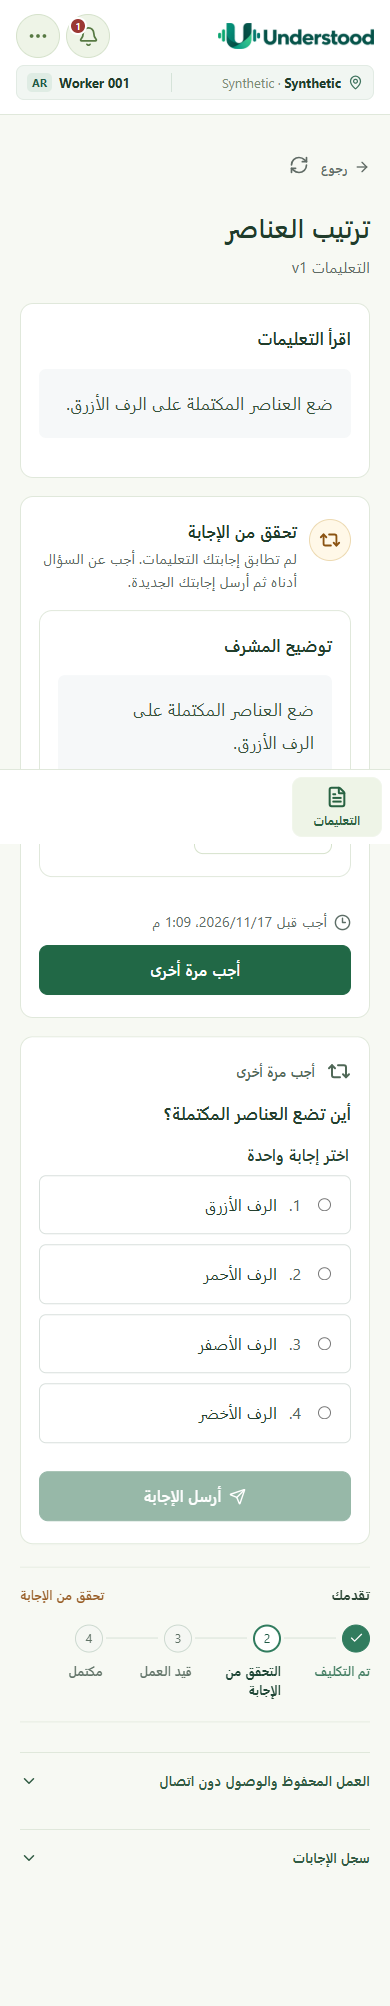 Understood
1
AR Worker 001
Synthetic · Synthetic
رجوع
ترتيب العناصر
التعليمات v1
اقرأ التعليمات
ضع العناصر المكتملة على الرف الأزرق.
تحقق من الإجابة
لم تطابق إجابتك التعليمات. أجب عن السؤال
أدناه ثم أرسل إجابتك الجديدة.
توضيح المشرف
ضع العناصر المكتملة على
الرف الأزرق.
التعليمات
أجب قبل 2026/11/17، 1:09 م
أجب مرة أخرى
أجب مرة أخرى
أين تضع العناصر المكتملة؟
اختر إجابة واحدة
1. الرف الأزرق
2. الرف الأحمر
3. الرف الأصفر
4. الرف الأخضر
أرسل الإجابة
تقدمك
تحقق من الإجابة
2
3
4
تم التكليف
التحقق من
الإجابة
قيد العمل
مكتمل
العمل المحفوظ والوصول دون اتصال
سجل الإجابات